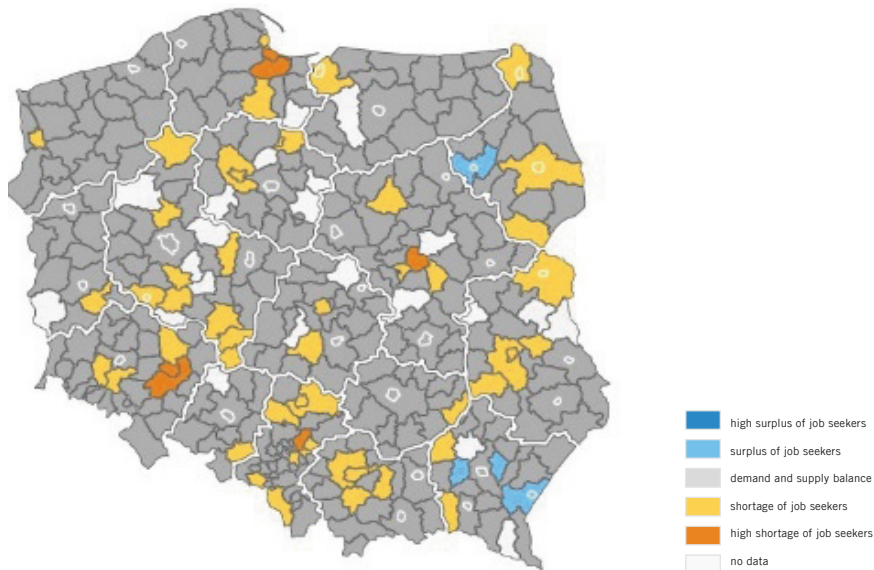 high surplus of job seekers
surplus of job seekers
demand and supply balance
shortage of job seekers
high shortage of job seekers
no data